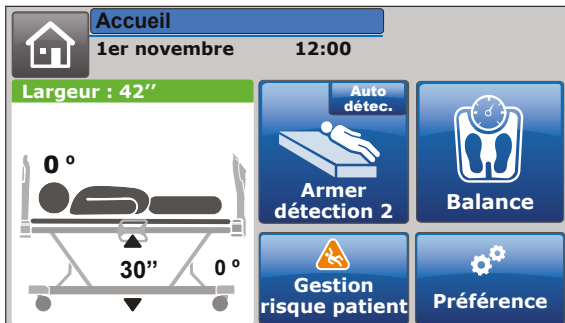 Accueil
1er novembre 12:00
Largeur : 42’’
Auto
détec.
0 °
Armer
détection 2
Balance
30” 0 °
Gestion
risque patient
Préférence